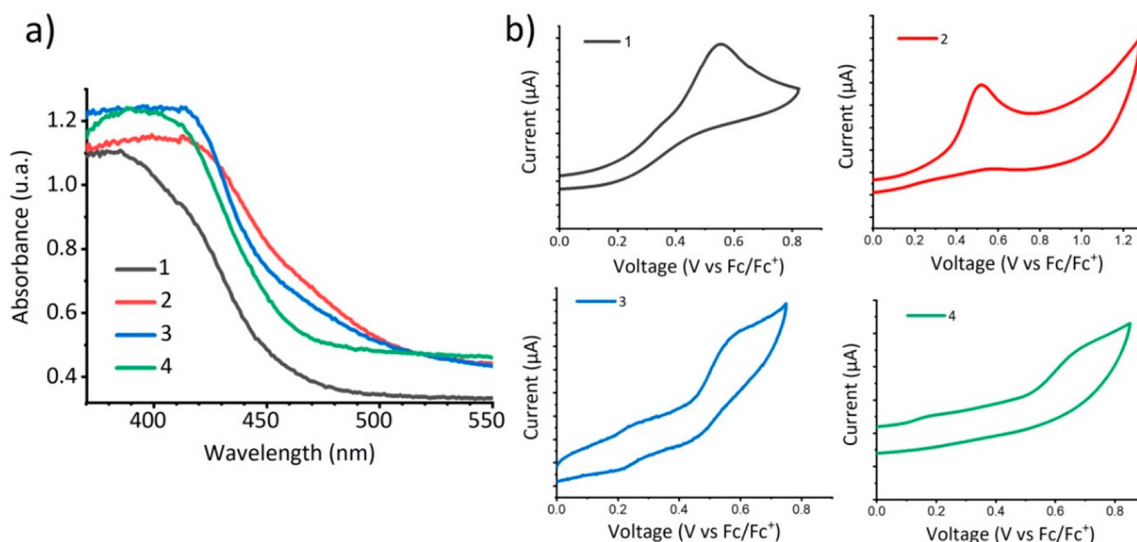 a)
Absorbance (u.a.)
1.2
1.0
0.8
0.6
0.4
1
2
3
4
400 450 500 550
Wavelength (nm)
b)
1
Current (µA)
0.0 0.2 0.4 0.6 0.8
Voltage (V vs Fc/Fc⁺)
2
Current (µA)
0.0 0.2 0.4 0.6 0.8 1.0 1.2
Voltage (V vs Fc/Fc⁺)
3
Current (µA)
0.0 0.2 0.4 0.6 0.8
Voltage (V vs Fc/Fc⁺)
4
Current (µA)
0.0 0.2 0.4 0.6 0.8
Voltage (V vs Fc/Fc⁺)